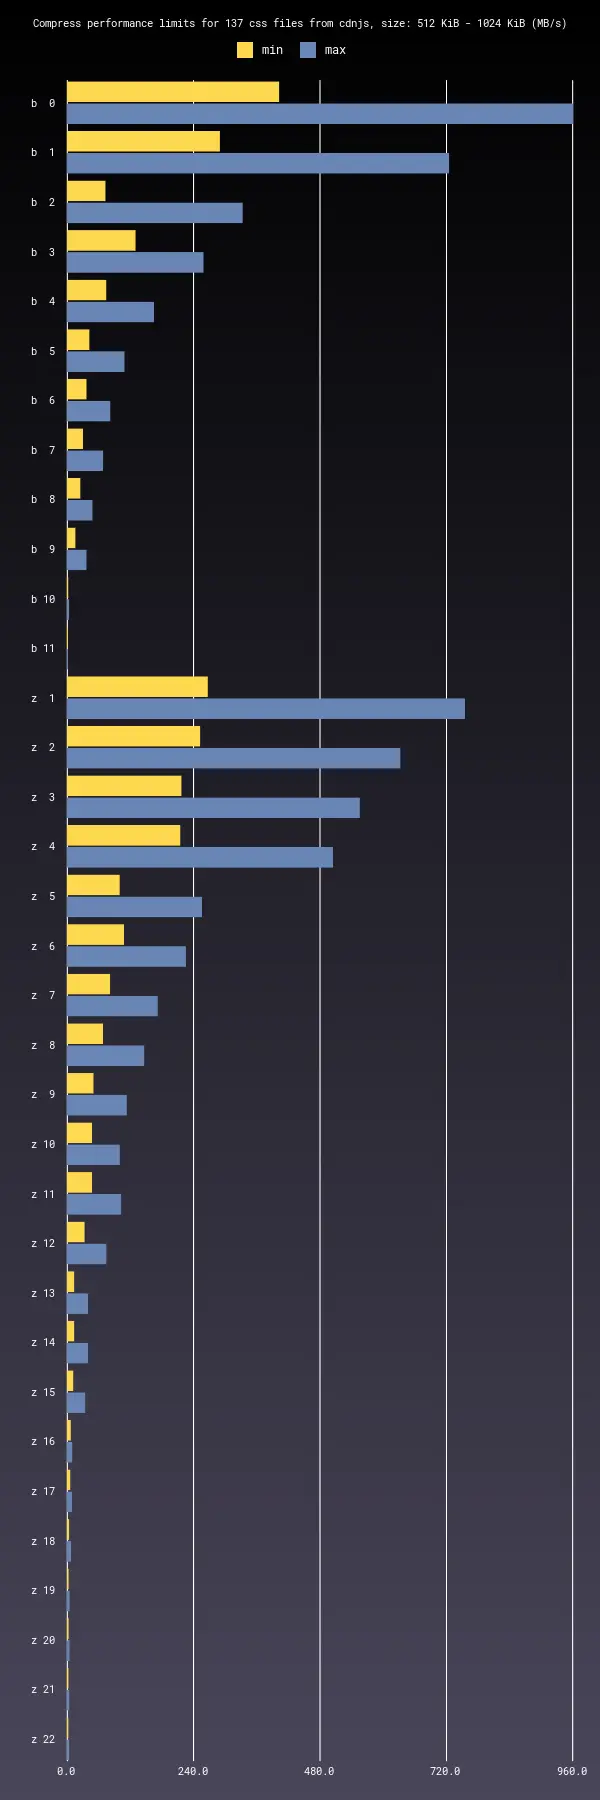 Compress performance limits for 137 css files from cdnjs, size: 512 KiB - 1024 KiB (MB/s)
min max
b 0
b 1
b 2
b 3
b 4
b 5
b 6
b 7
b 8
b 9
b 10
b 11
z 1
z 2
z 3
z 4
z 5
z 6
z 7
z 8
z 9
z 10
z 11
z 12
z 13
z 14
z 15
z 16
z 17
z 18
z 19
z 20
z 21
z 22
0.0 240.0 480.0 720.0 960.0